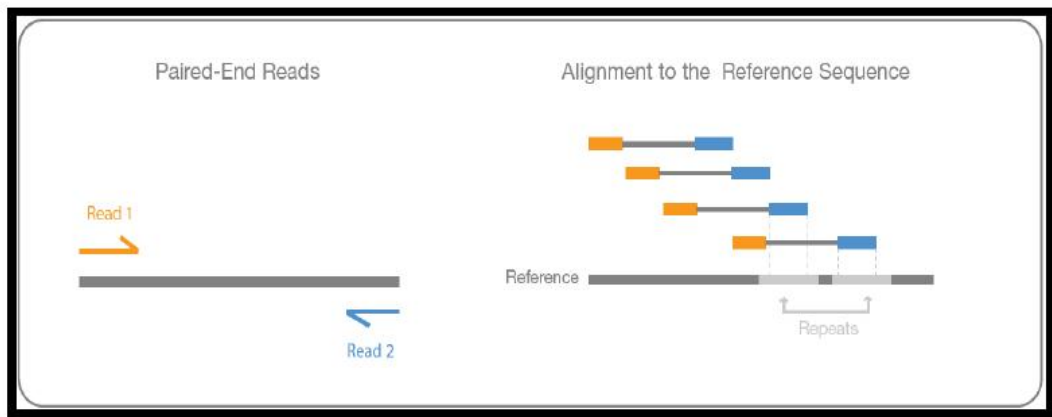 Paired-End Reads
Read 1
Read 2
Alignment to the Reference Sequence
Reference
Repeats